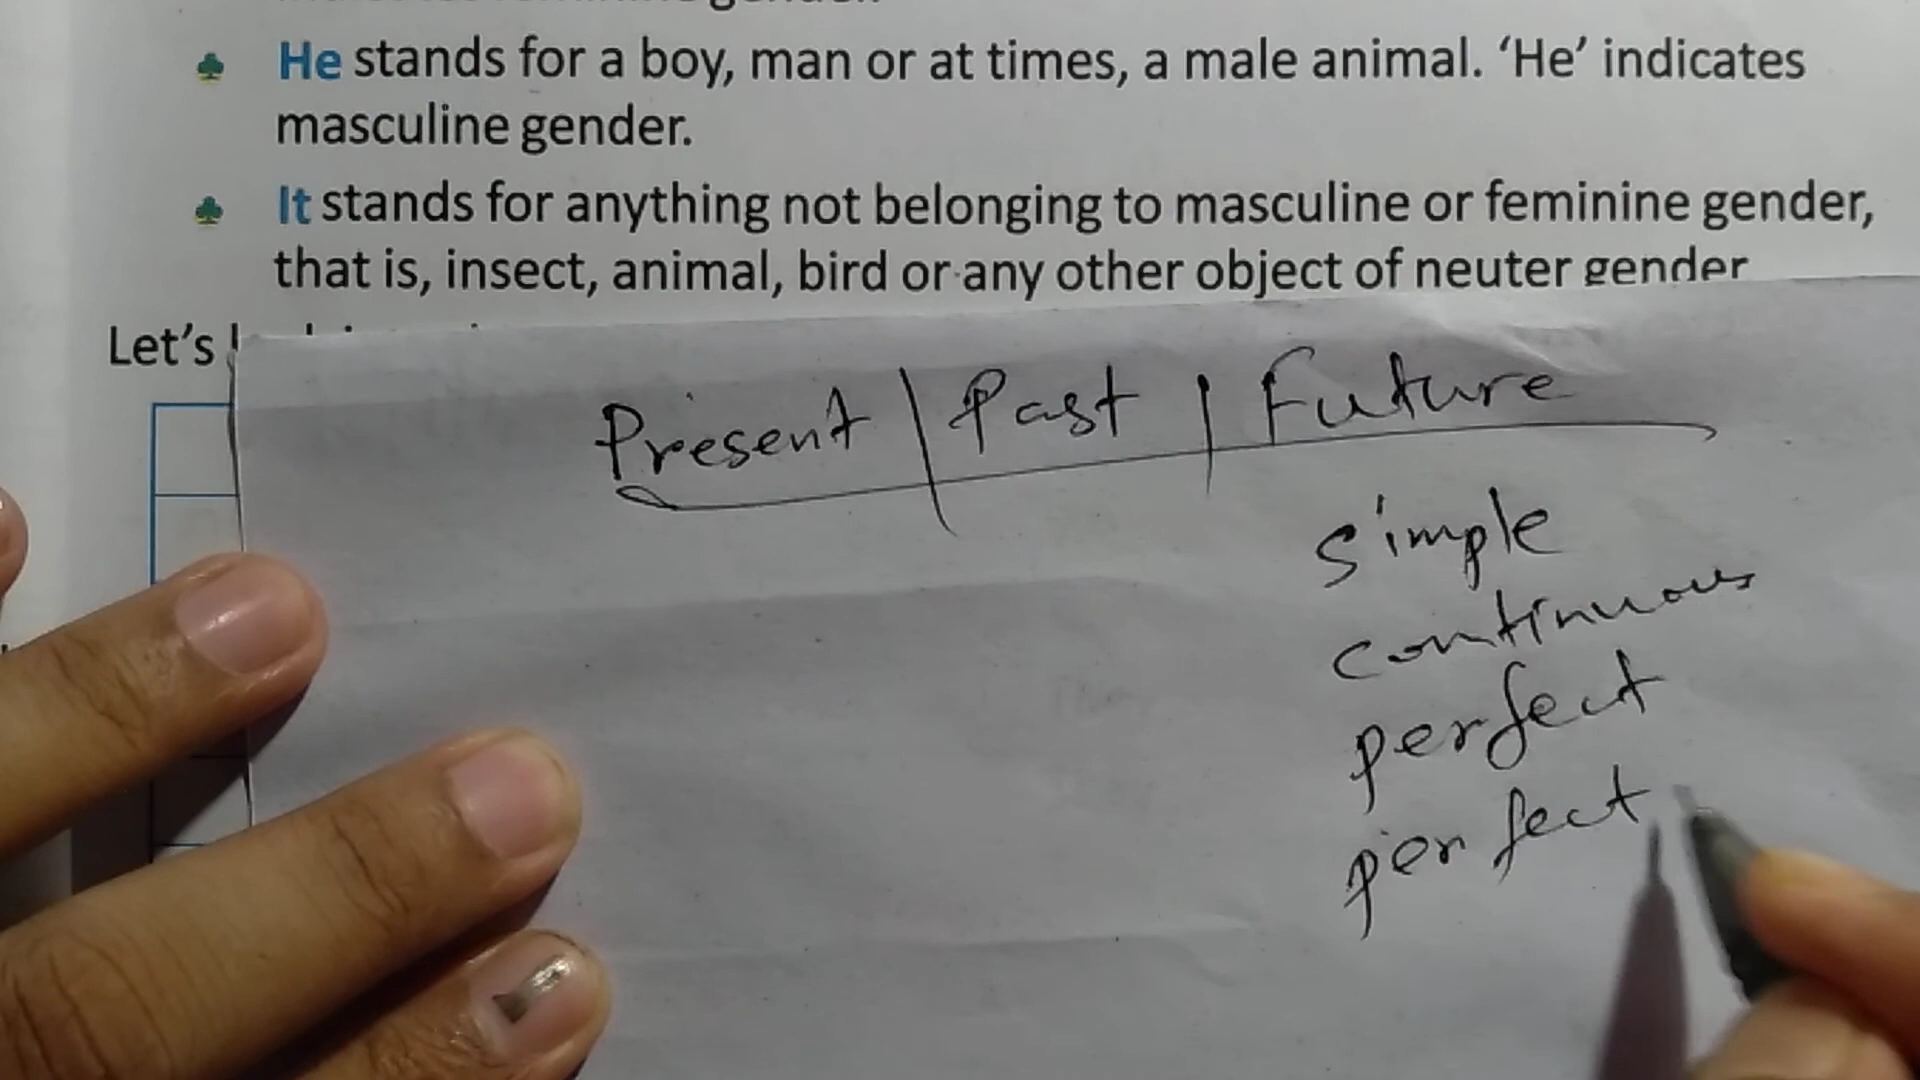 He stands for a boy, man or at times, a male animal. ‘He’ indicates
masculine gender.
It stands for anything not belonging to masculine or feminine gender,
that is, insect, animal, bird or any other object of neuter gender
Let’s
Present | Past | Future
Simple
continuous
perfect
perfect